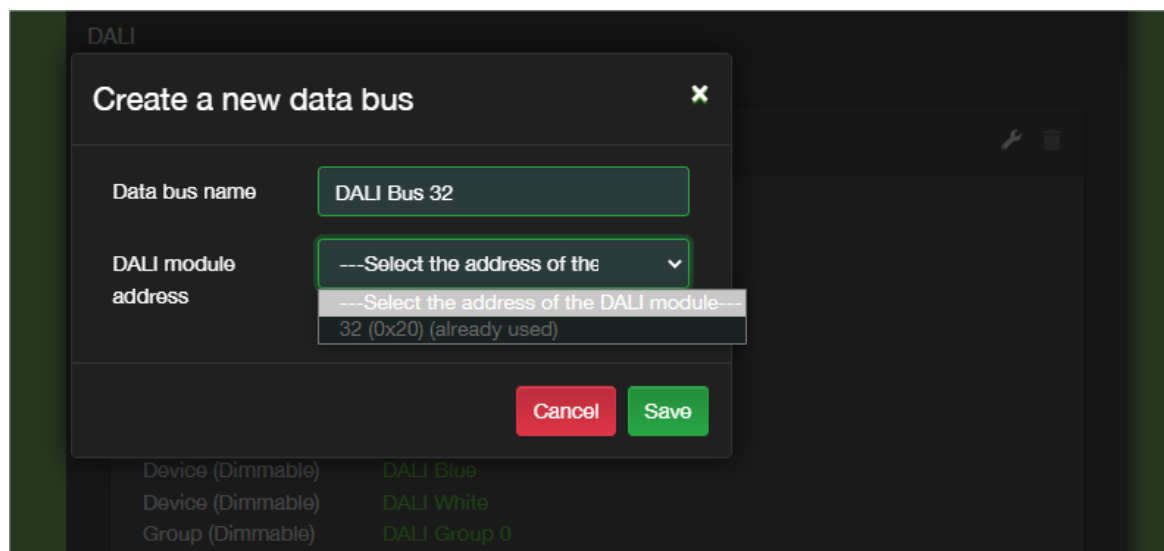 DALI
Create a new data bus
×
Data bus name
DALI Bus 32
DALI module
address
---Select the address of the
---Select the address of the DALI module---
32 (0x20) (already used)
Cancel
Save
Device (Dimmable) DALI Blue
Device (Dimmable) DALI White
Group (Dimmable) DALI Group 0